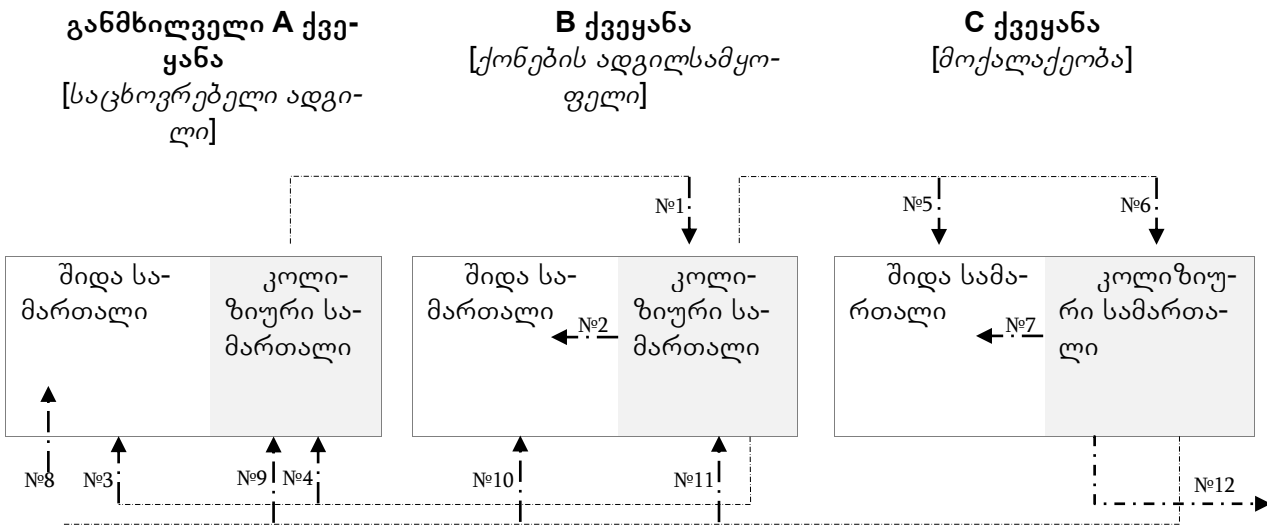 განმხილველი A ქვე-
ყანა
[საცხოვრებელი ადგი-
ლი]
B ქვეყანა
[ქონების ადგილსამყო-
ფელი]
C ქვეყანა
[მოქალაქეობა]
№1
№5
№6
შიდა სა-
მართალი
კოლი-
ზიური სა-
მართალი
შიდა სა-
მართალი
№2
კოლი-
ზიური სა-
მართალი
შიდა სამა-
რთალი
№7
კოლიზიუ-
რი სამართა-
ლი
№8
№3
№9
№4
№10
№11
№12